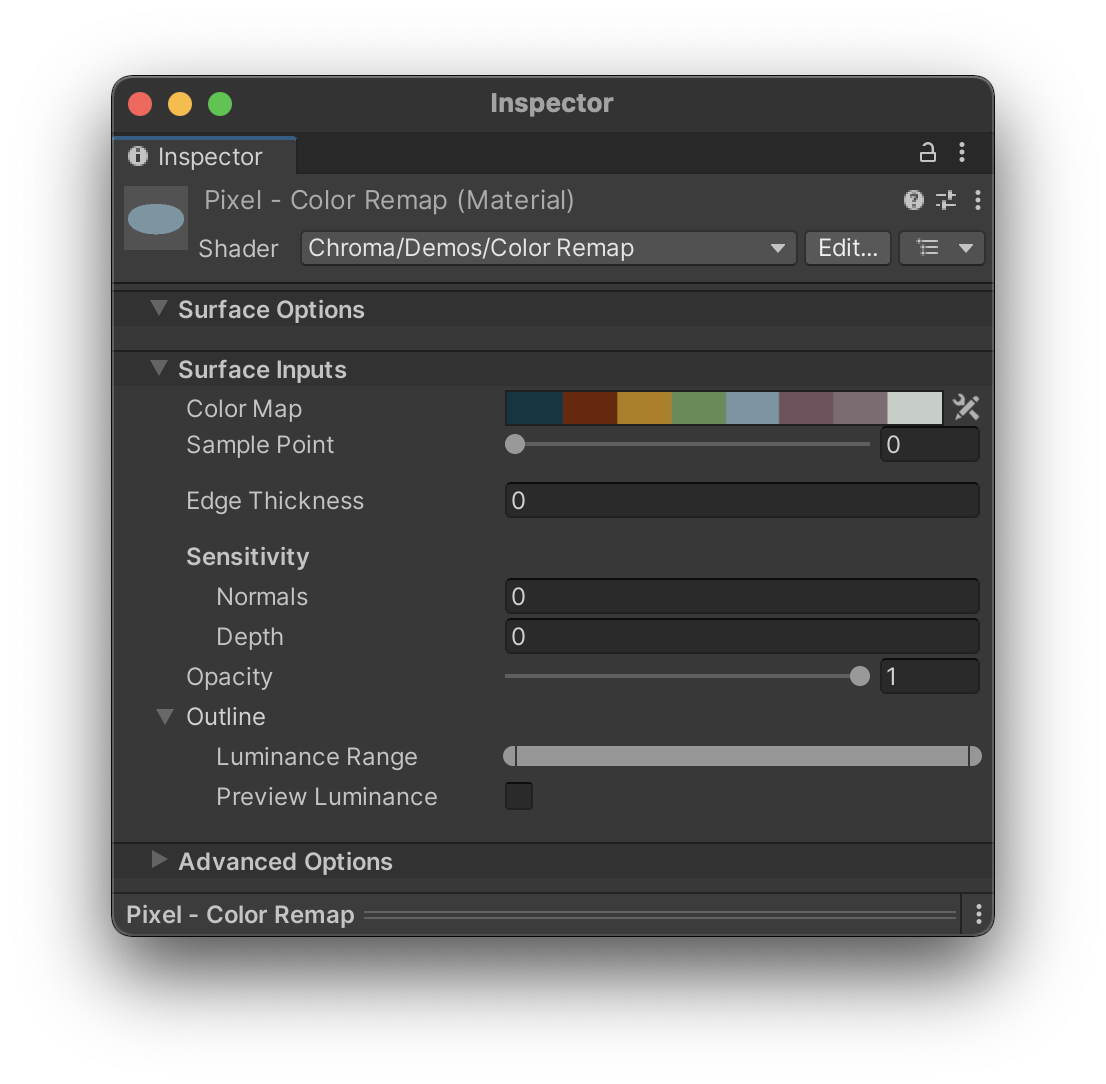 Inspector
Inspector
Pixel - Color Remap (Material)
Shader Chroma/Demos/Color Remap Edit...
Surface Options
Surface Inputs
Color Map
Sample Point 0
Edge Thickness 0
Sensitivity
Normals 0
Depth 0
Opacity 1
Outline
Luminance Range
Preview Luminance
Advanced Options
Pixel - Color Remap